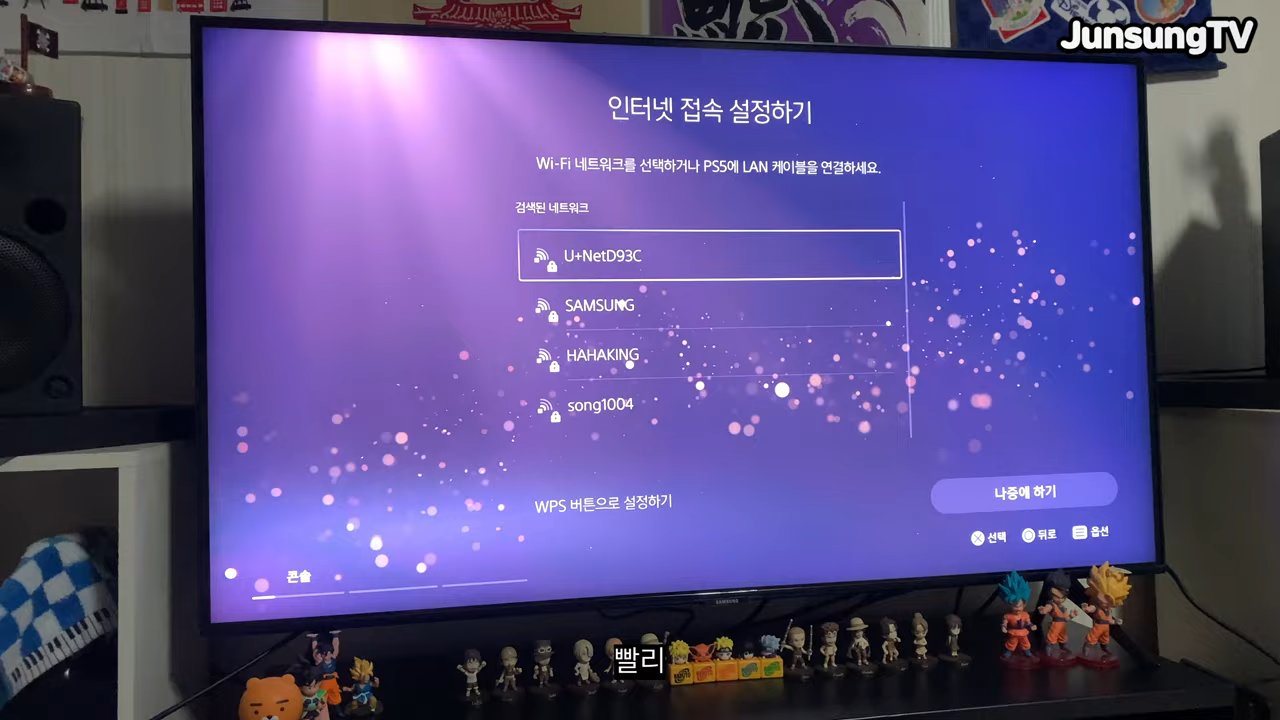 JunsungTV
인터넷 접속 설정하기
Wi-Fi 네트워크를 선택하거나 PS5에 LAN 케이블을 연결하세요.
검색된 네트워크
U+NetD93C
SAMSUNG
HAHAKING
song1004
WPS 버튼으로 설정하기
나중에 하기
선택 뒤로 옵션
콘솔
SAMSUNG
빨리